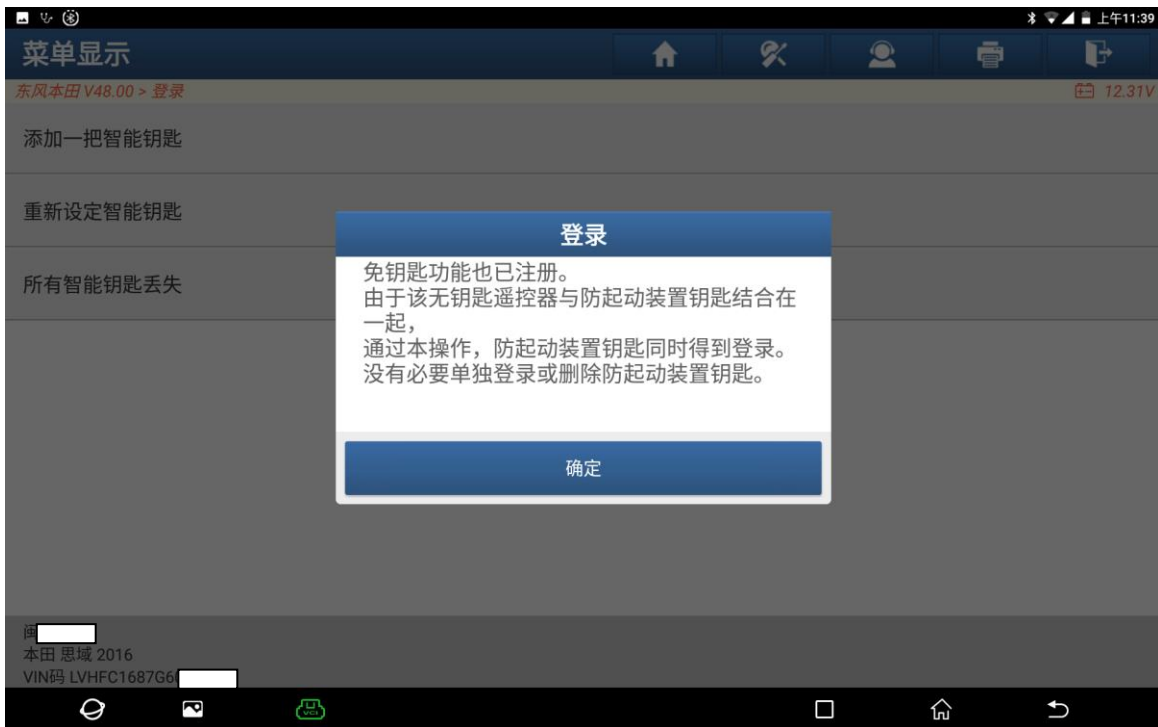 上午11:39
菜单显示
东风本田 V48.00 > 登录
12.31V
添加一把智能钥匙
重新设定智能钥匙
所有智能钥匙丢失
登录
免钥匙功能也已注册。
由于该无钥匙遥控器与防起动装置钥匙结合在
一起，
通过本操作，防起动装置钥匙同时得到登录。
没有必要单独登录或删除防起动装置钥匙。
确定
闽
本田 思域 2016
VIN码 LVHFC1687G6
VCI